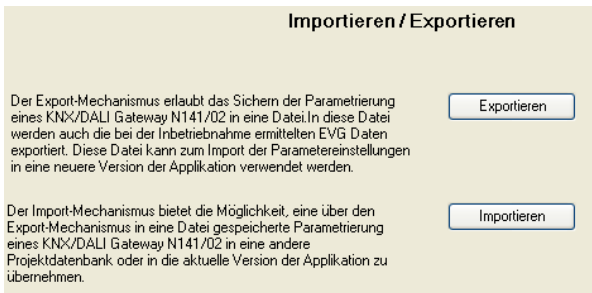 Importieren / Exportieren
Der Export-Mechanismus erlaubt das Sichern der Parametrierung
eines KNX/DALI Gateway N141/02 in eine Datei.In diese Datei
werden auch die bei der Inbetriebnahme ermittelten EVG Daten
exportiert. Diese Datei kann zum Import der Parametereinstellungen
in eine neuere Version der Applikation verwendet werden.
Exportieren
Der Import-Mechanismus bietet die Möglichkeit, eine über den
Export-Mechanismus in eine Datei gespeicherte Parametrierung
eines KNX/DALI Gateway N141/02 in eine andere
Projektdatenbank oder in die aktuelle Version der Applikation zu
übernehmen.
Importieren